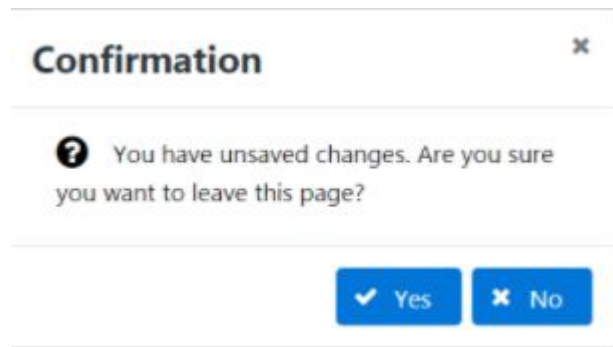 Confirmation
You have unsaved changes. Are you sure
you want to leave this page?
Yes No